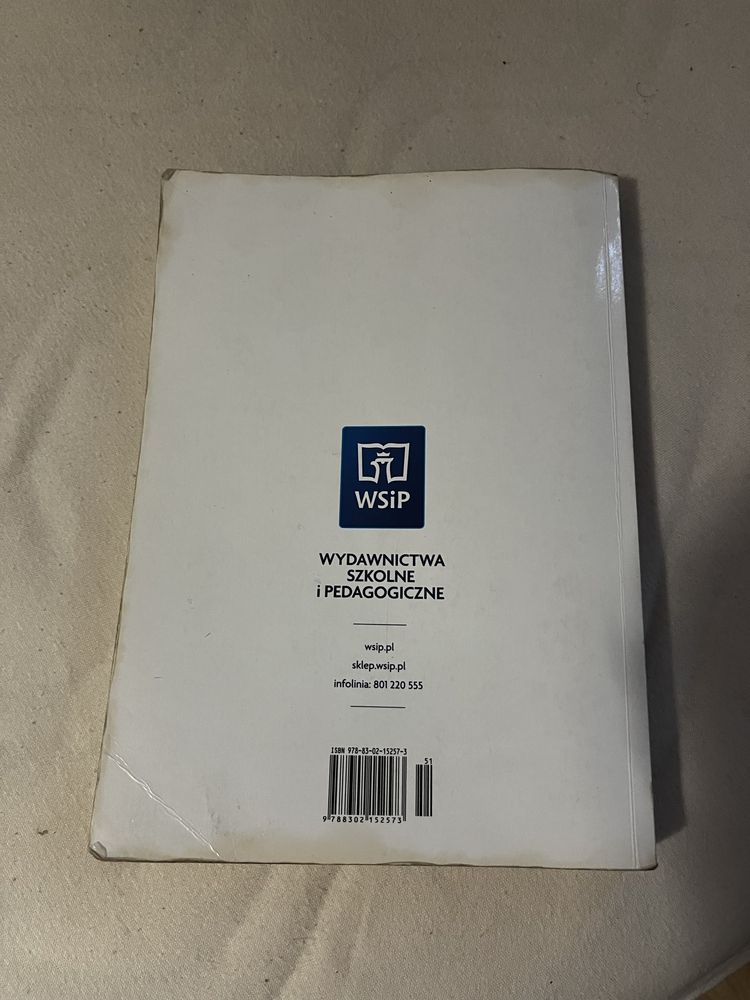 WSiP
WYDAWNICTWA
SZKOLNE
i PEDAGOGICZNE
wsip.pl
sklep.wsip.pl
infolinia: 801 220 555
ISBN 978-83-02-15257-3
51
9 788302 152573